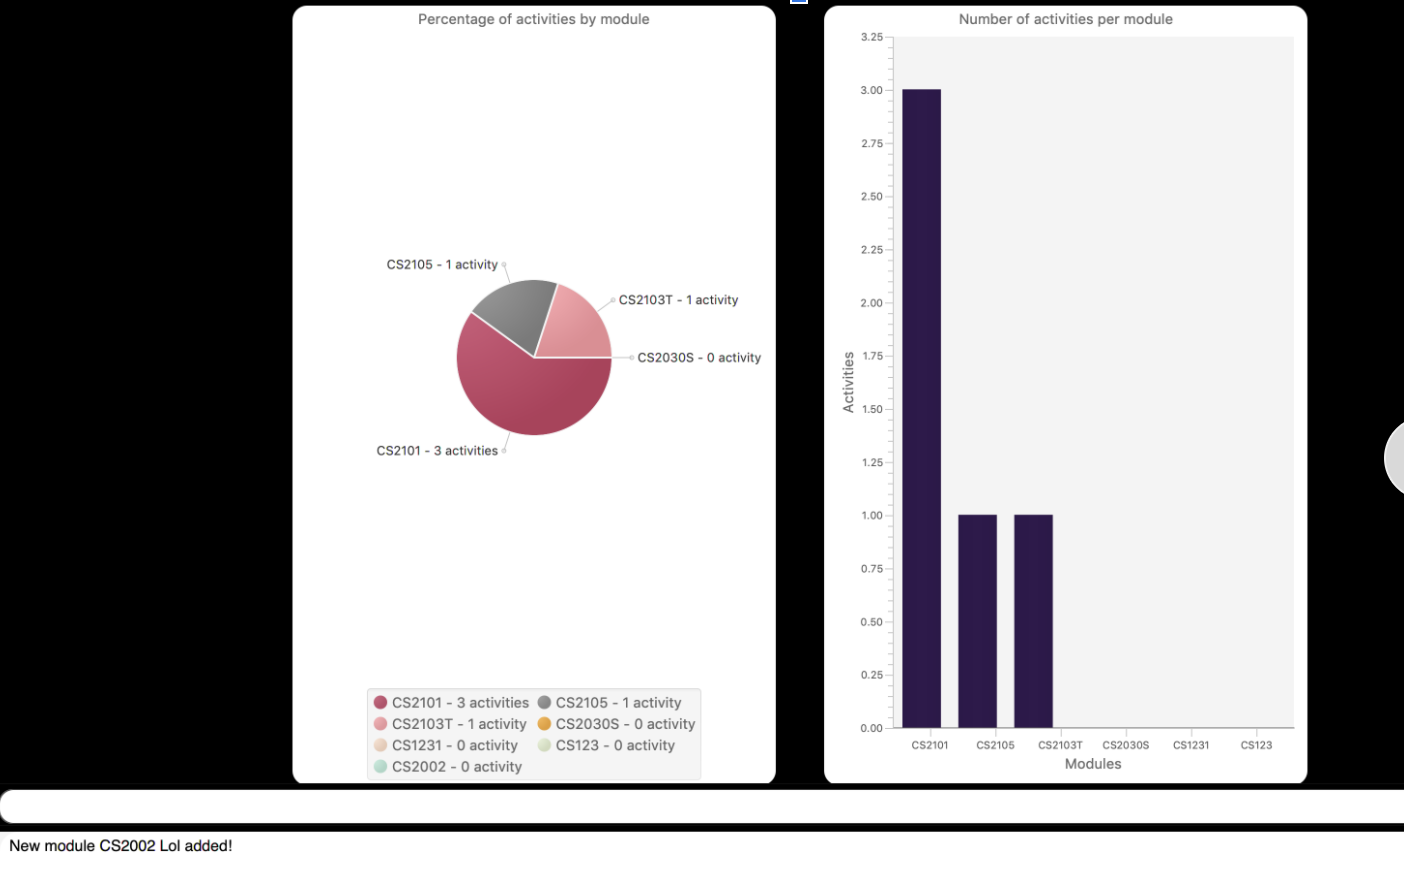 Percentage of activities by module
CS2105 - 1 activity
CS2103T - 1 activity
CS2030S - 0 activity
CS2101 - 3 activities
CS2101 - 3 activities
CS2105 - 1 activity
CS2103T - 1 activity
CS2030S - 0 activity
CS1231 - 0 activity
CS123 - 0 activity
CS2002 - 0 activity
Number of activities per module
3.25
3.00
2.75
2.50
2.25
2.00
1.75
1.50
1.25
1.00
0.75
0.50
0.25
0.00
Activities
CS2101
CS2105
CS2103T
CS2030S
CS1231
CS123
Modules
New module CS2002 Lol added!